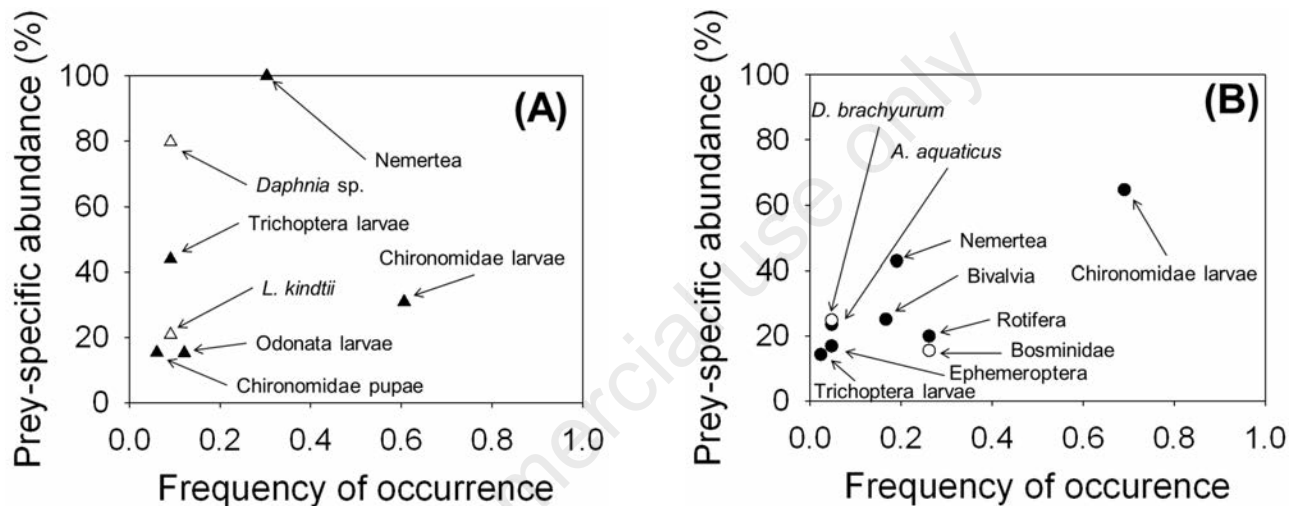 Prey-specific abundance (%)
100
80
60
40
20
0
0.0 0.2 0.4 0.6 0.8 1.0
Frequency of occurrence
(A)
Nemertea
Daphnia sp.
Trichoptera larvae
Chironomidae larvae
L. kindtii
Odonata larvae
Chironomidae pupae
Prey-specific abundance (%)
100
80
60
40
20
0
0.0 0.2 0.4 0.6 0.8 1.0
Frequency of occurence
(B)
D. brachyurum
A. aquaticus
Nemertea
Chironomidae larvae
Bivalvia
Rotifera
Bosminidae
Ephemeroptera
Trichoptera larvae
mercial use only